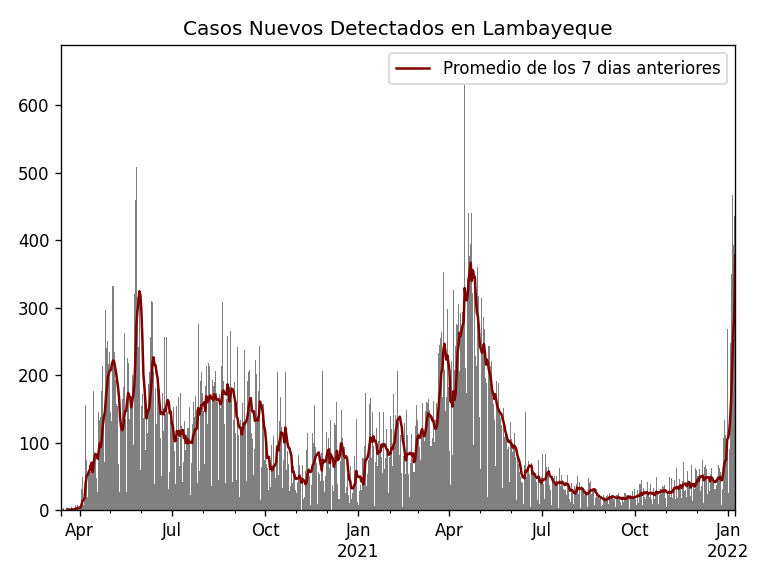 Casos Nuevos Detectados en Lambayeque
Promedio de los 7 dias anteriores
600
500
400
300
200
100
0
Apr Jul Oct Jan Apr Jul Oct Jan
2021 2022